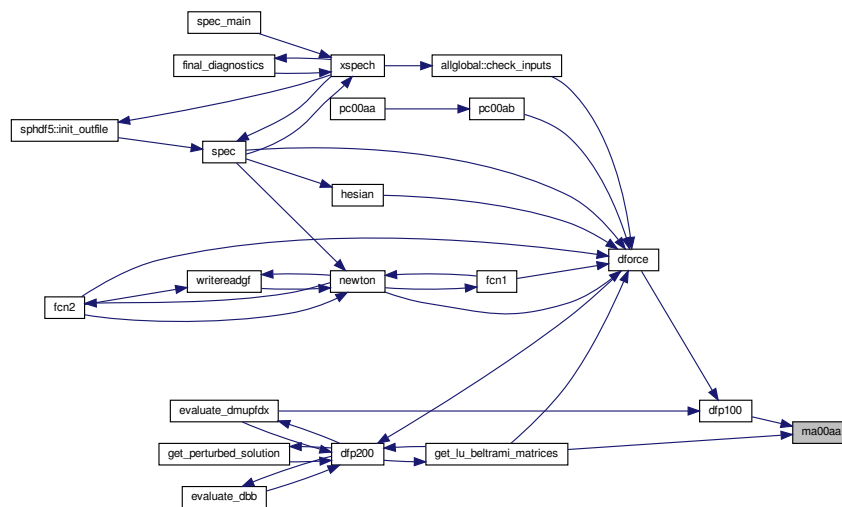 spec_main
final_diagnostics
xspech
allglobal::check_inputs
pc00aa
pc00ab
sphdf5::init_outfile
spec
hesian
dforce
writereadgf
newton
fcn1
fcn2
evaluate_dmupfdx
dfp100
ma00aa
get_perturbed_solution
dfp200
get_lu_beltrami_matrices
evaluate_dbb